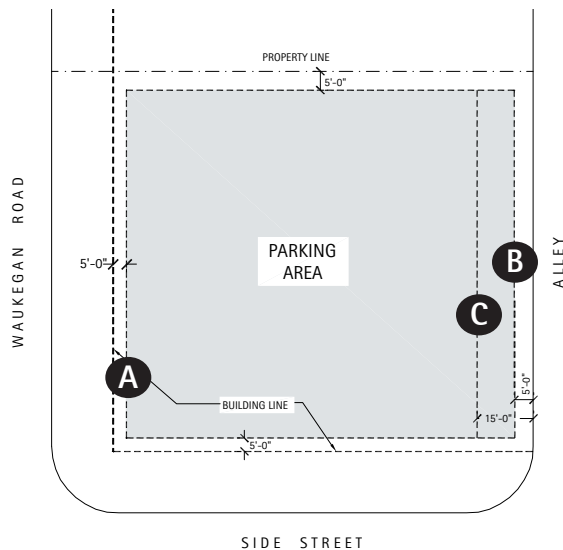 PROPERTY LINE
5'-0"
WAUKEGAN ROAD
5'-0"
PARKING
AREA
B
ALLEY
C
A
5'-0"
BUILDING LINE
15'-0"
5'-0"
SIDE STREET